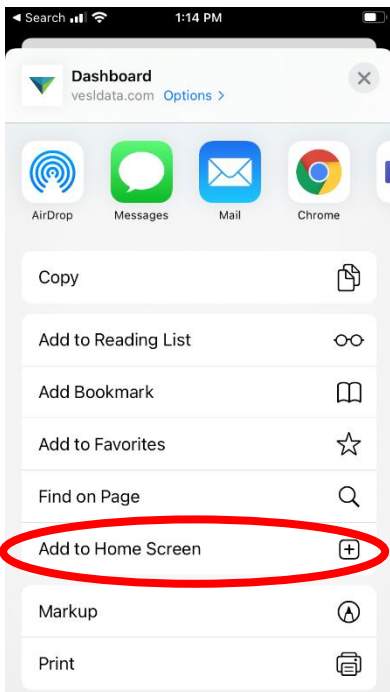 Search 1:14 PM
Dashboard
vesldata.com Options >
AirDrop Messages Mail Chrome
Copy
Add to Reading List
Add Bookmark
Add to Favorites
Find on Page
Add to Home Screen
Markup
Print